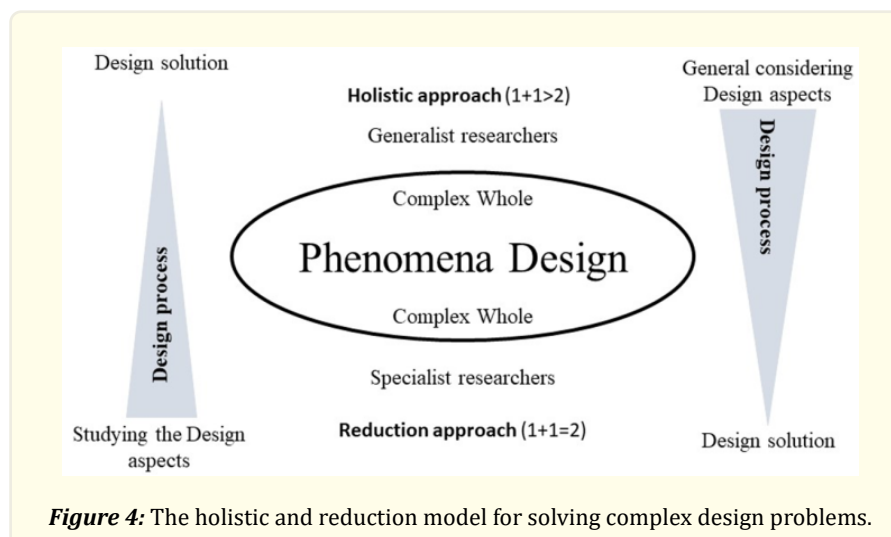 Design solution
Design process
Studying the Design
aspects
Holistic approach (1+1>2)
Generalist researchers
Complex Whole
Phenomena Design
Complex Whole
Specialist researchers
Reduction approach (1+1=2)
General considering
Design aspects
Design process
Design solution
Figure 4: The holistic and reduction model for solving complex design problems.